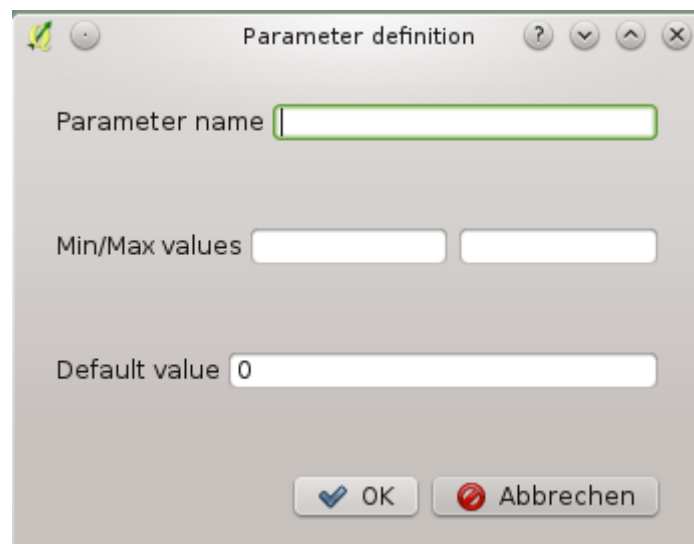 Parameter definition
Parameter name
Min/Max values
Default value 0
OK Abbrechen